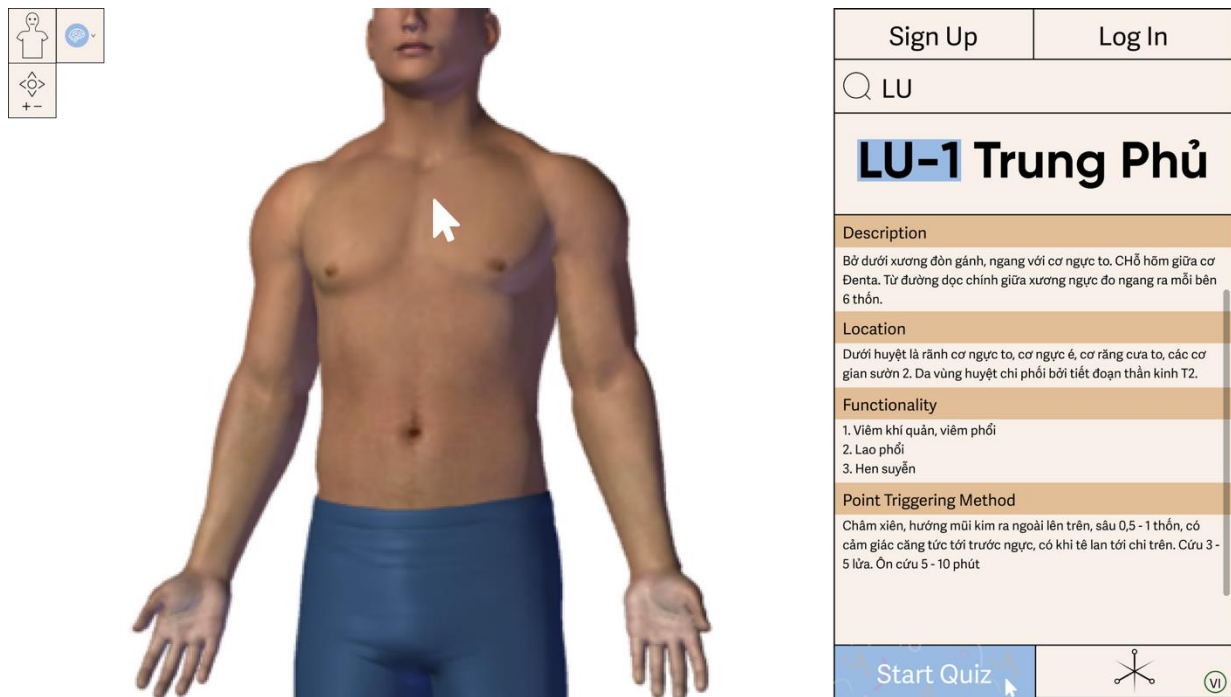 + −
Sign Up
Log In
LU
LU-1 Trung Phủ
Description
Bở dưới xương đòn gánh, ngang với cơ ngực to. CHỗ hõm giữa cơ
Đenta. Từ đường dọc chính giữa xương ngực đo ngang ra mỗi bên
6 thốn.
Location
Dưới huyệt là rãnh cơ ngực to, cơ ngực é, cơ răng cưa to, các cơ
gian sườn 2. Da vùng huyệt chi phối bởi tiết đoạn thần kinh T2.
Functionality
1. Viêm khí quản, viêm phổi
2. Lao phổi
3. Hen suyễn
Point Triggering Method
Châm xiên, hướng mũi kim ra ngoài lên trên, sâu 0,5 - 1 thốn, có
cảm giác căng tức tới trước ngực, có khi tê lan tới chi trên. Cứu 3 -
5 lửa. Ôn cứu 5 - 10 phút
Start Quiz
VI